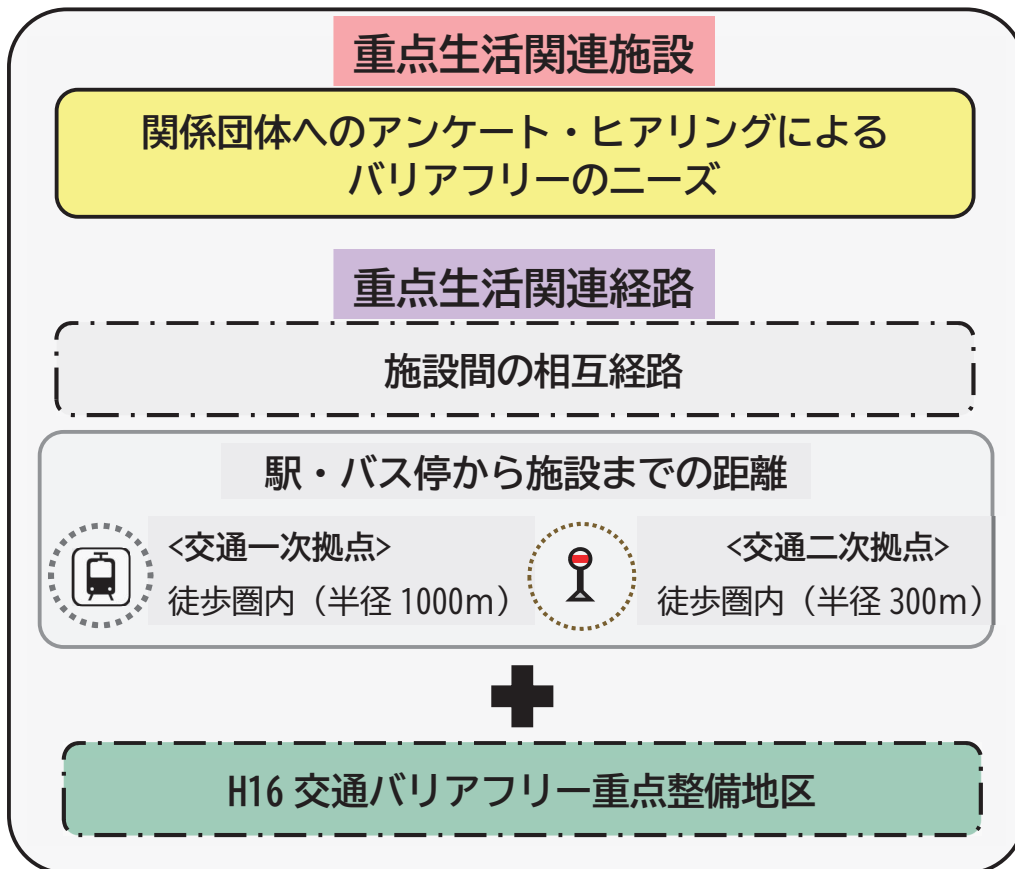 重点生活関連施設
関係団体へのアンケート・ヒアリングによる
バリアフリーのニーズ
重点生活関連経路
施設間の相互経路
駅・バス停から施設までの距離
<交通一次拠点>
徒歩圏内（半径 1000m）
<交通二次拠点>
徒歩圏内（半径 300m）
H16 交通バリアフリー重点整備地区